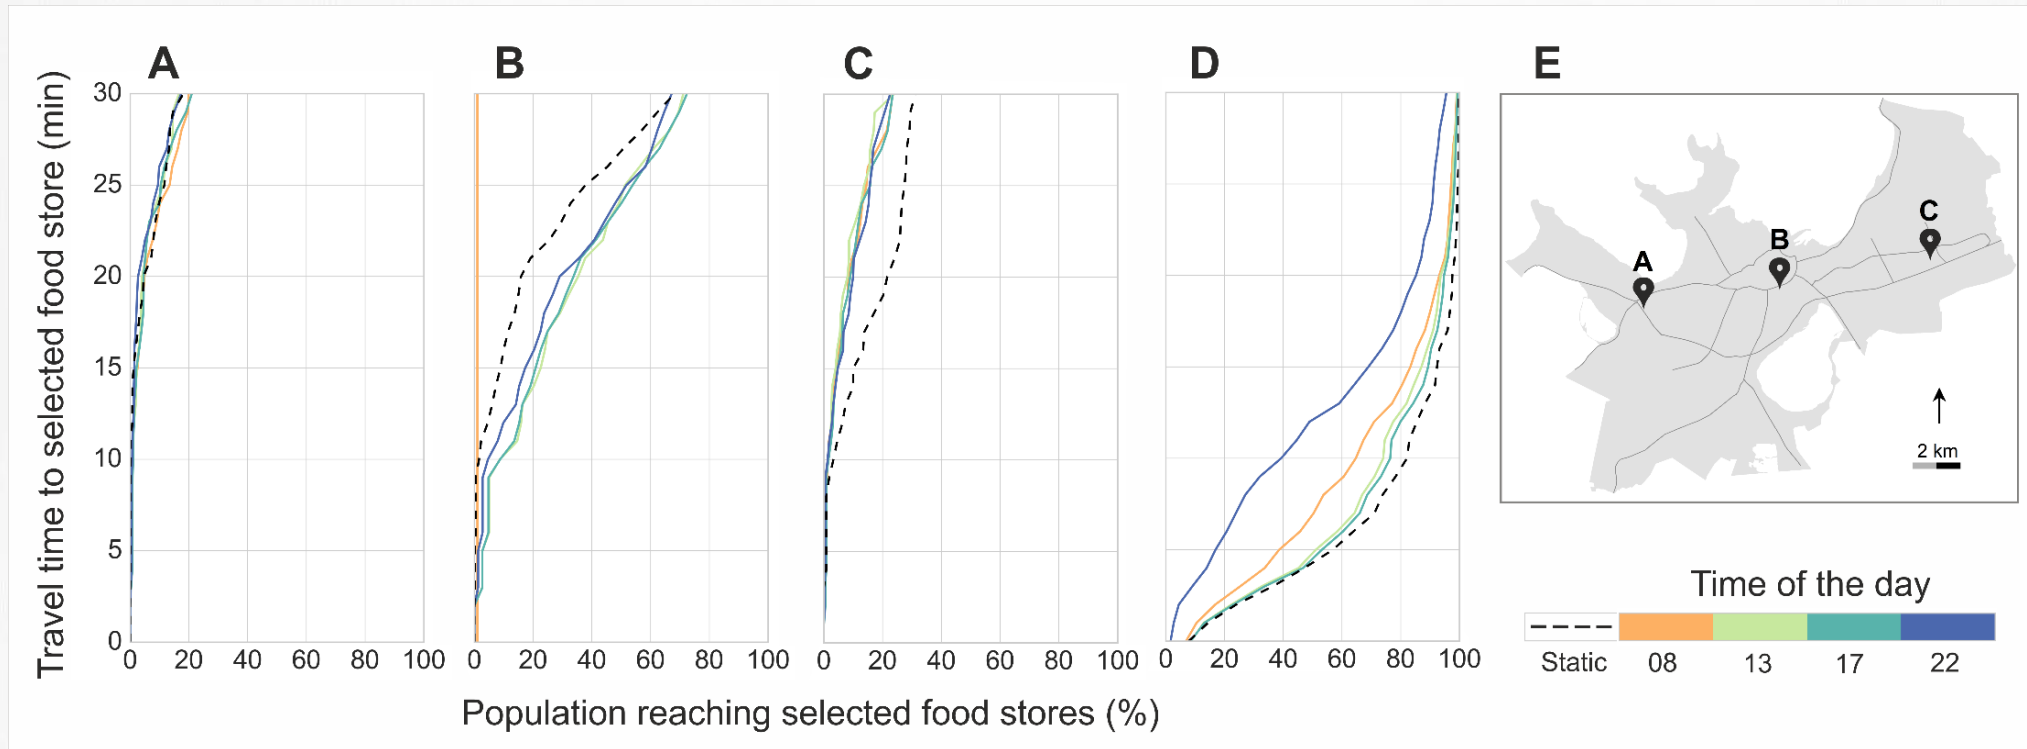 A B C D E
Travel time to selected food store (min)
30
25
20
15
10
5
0
0 20 40 60 80 100
0 20 40 60 80 100
0 20 40 60 80 100
0 20 40 60 80 100
Population reaching selected food stores (%)
A
B
C
2 km
Time of the day
Static 08 13 17 22